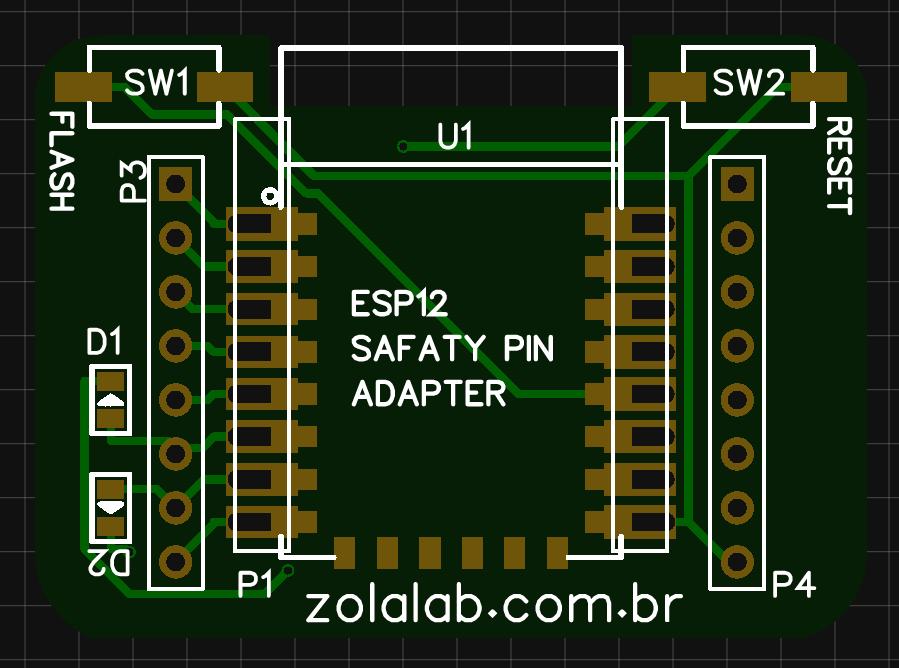 SW1
SW2
U1
FLASH
RESET
P3
ESP12
SAFATY PIN
ADAPTER
D1
D2
P1
P4
zolalab.com.br